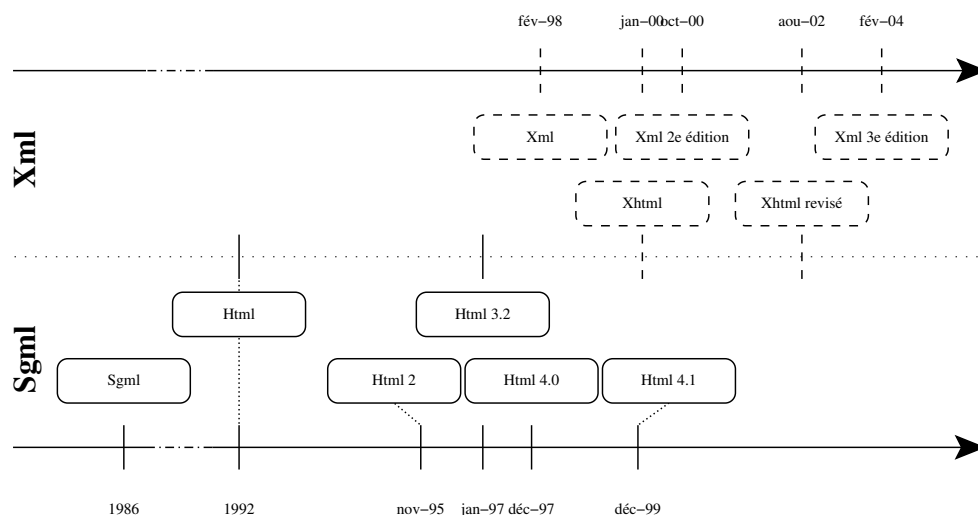 fév–98 jan–00 oct–00 aou–02 fév–04
Xml
Xml Xml 2e édition Xml 3e édition
Xhtml Xhtml revisé
Sgml
Html Html 3.2
Sgml Html 2 Html 4.0 Html 4.1
1986 1992 nov–95 jan–97 déc–97 déc–99